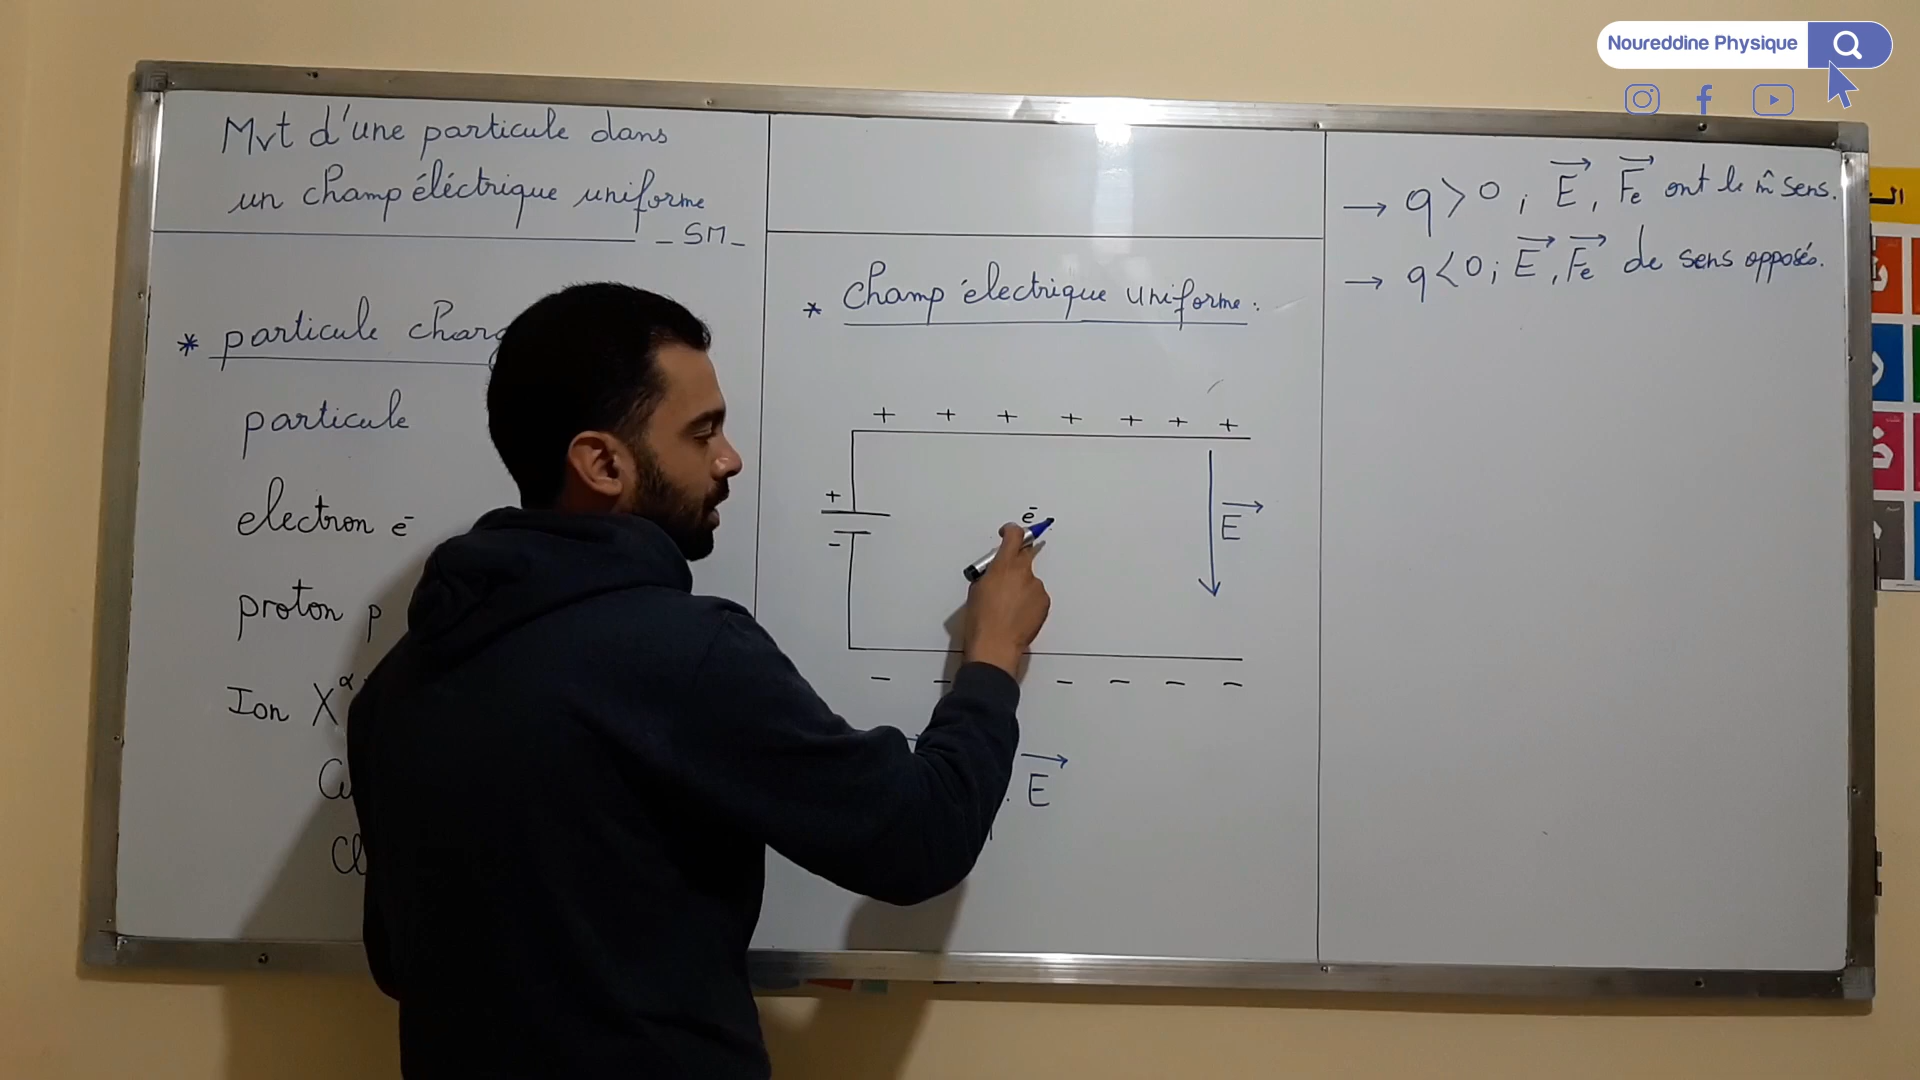 Noureddine Physique
Mvt d'une particule dans
un champ éléctrique uniforme
_ SM _
* particule
particule
electron e⁻
proton p
Ion X^α
* Champ électrique uniforme :
+ + + + + + +
+
-
e⁻
E
- - - - - -
. E
→ q > 0 ; E, Fe ont le m̂ sens.
→ q < 0 ; E, Fe de sens opposés.